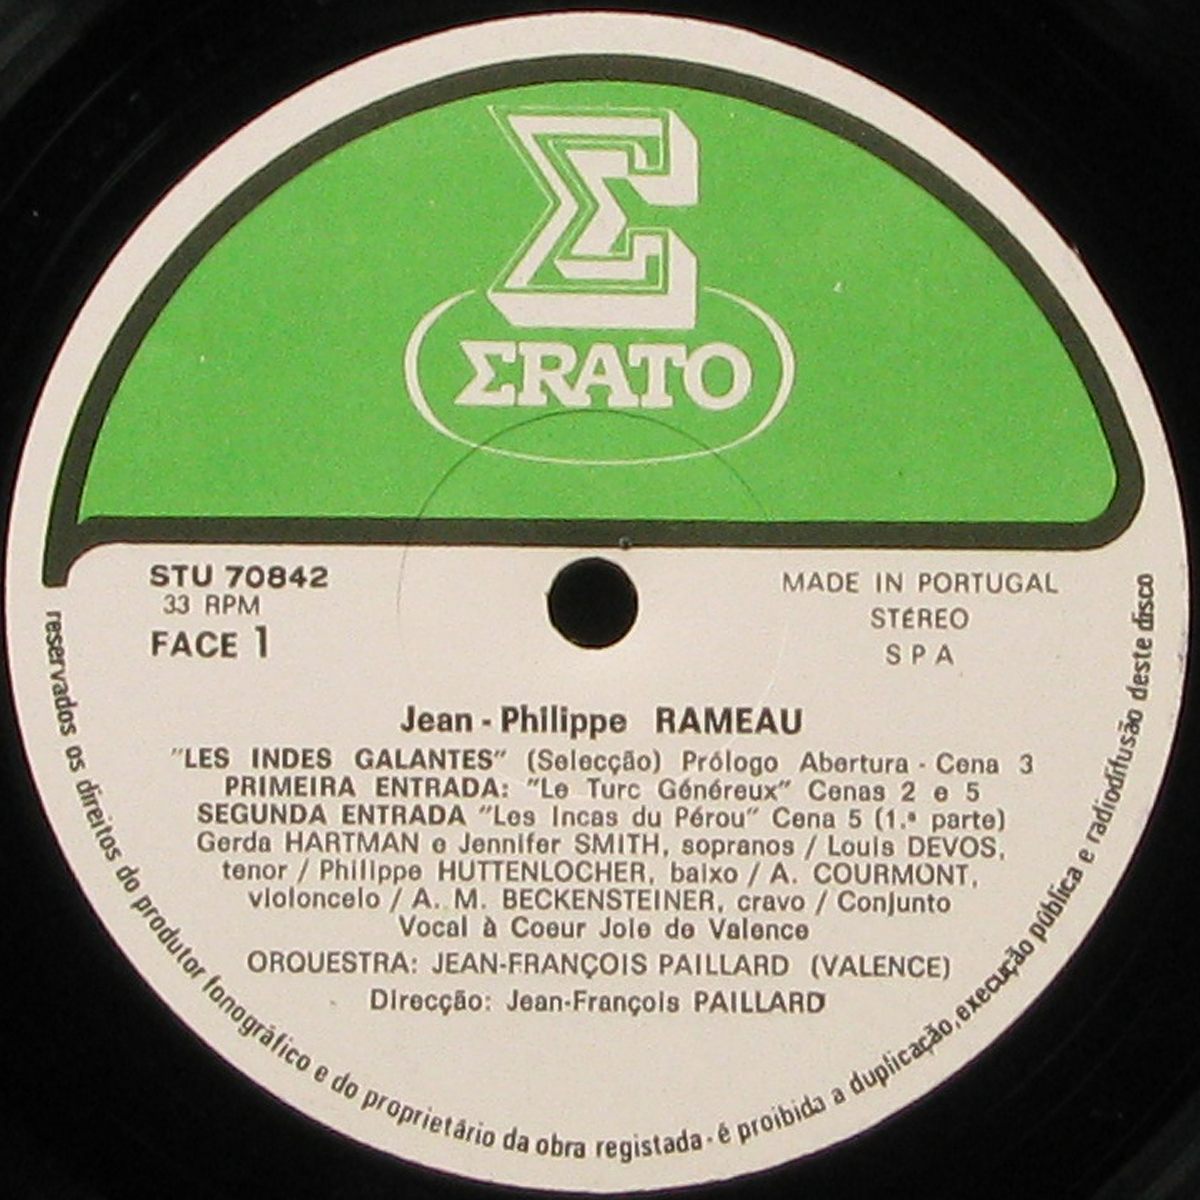 Σ
ΣRATO
STU 70842
33 RPM
FACE 1
MADE IN PORTUGAL
STÉREO
S P A
Jean - Philippe RAMEAU
"LES INDES GALANTES" (Selecção) Prólogo Abertura - Cena 3
PRIMEIRA ENTRADA: "Le Turc Généreux" Cenas 2 e 5
SEGUNDA ENTRADA "Les Incas du Pérou" Cena 5 (1.ª parte)
Gerda HARTMAN e Jennifer SMITH, sopranos / Louis DEVOS,
tenor / Philippe HUTTENLOCHER, baixo / A. COURMONT,
violoncelo / A. M. BECKENSTEINER, cravo / Conjunto
Vocal à Coeur Joie de Valence
ORQUESTRA: JEAN-FRANÇOIS PAILLARD (VALENCE)
Direcção: Jean-François PAILLARD
reservados os direitos do produtor fonográfico e do proprietário da obra registada - é proibida a duplicação, execução pública e radiodifusão deste disco